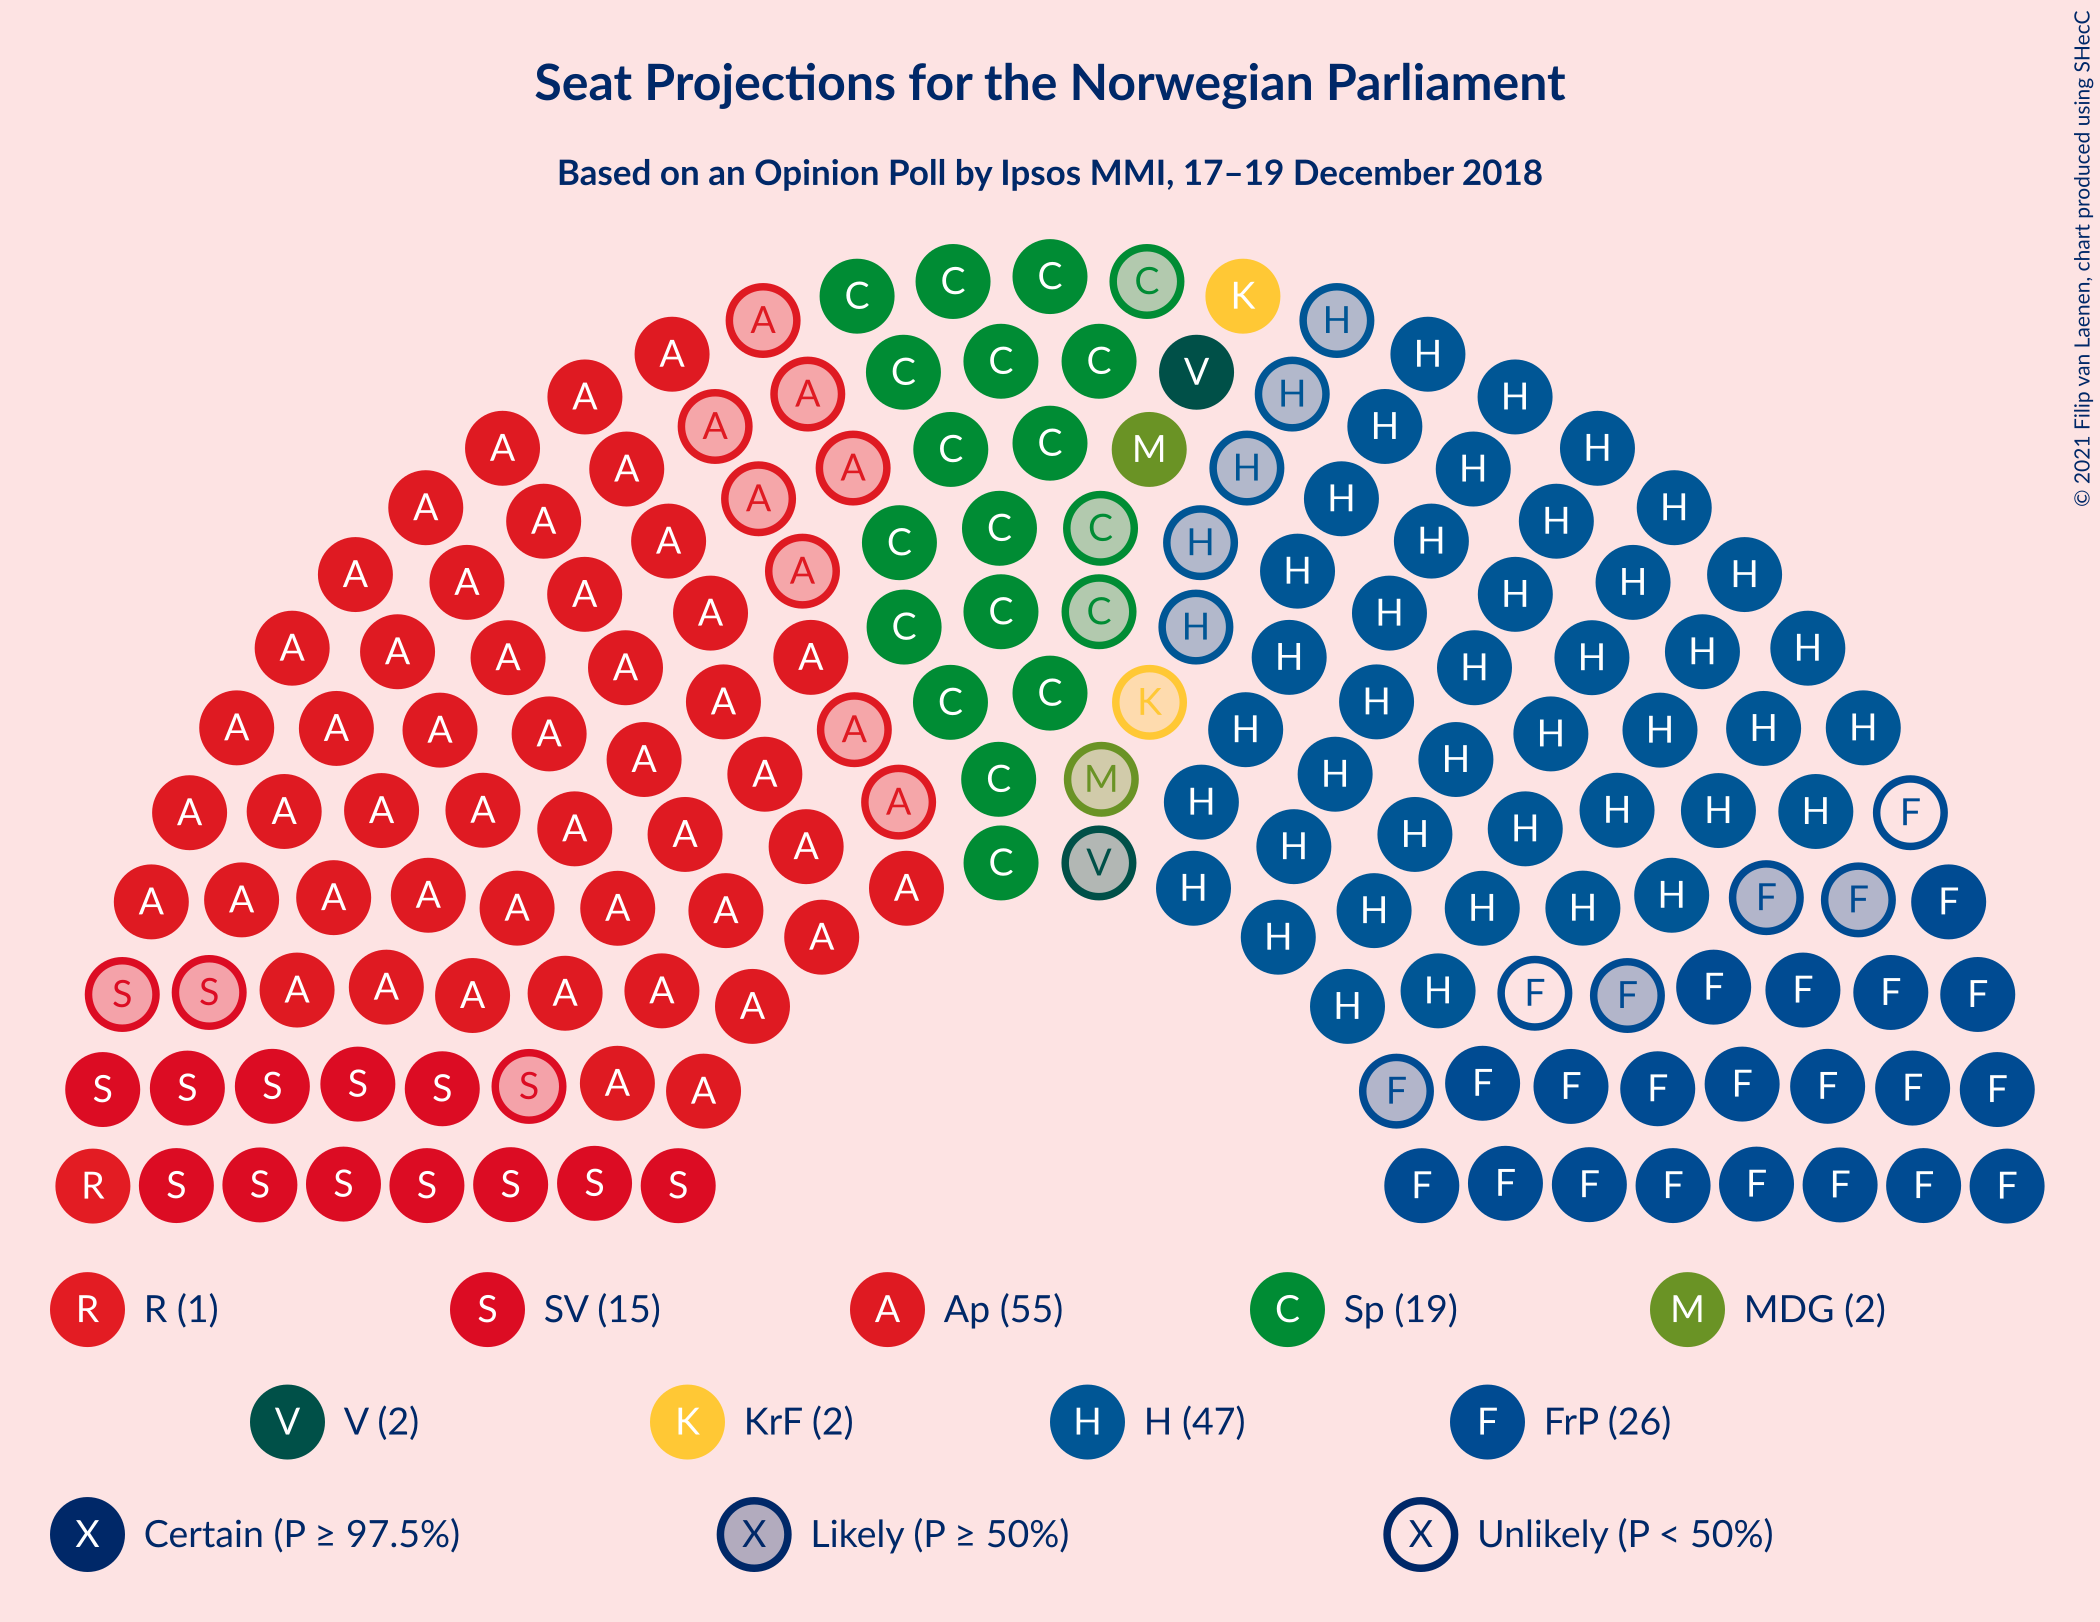 Seat Projections for the Norwegian Parliament
Based on an Opinion Poll by Ipsos MMI, 17–19 December 2018
© 2021 Filip van Laenen, chart produced using SHecC
C C C C K
A H
A C C C V H
A A H H
A A C C M H H
A A H H
A A H H
A A C C C H H H
A A A A H H H H
A C C C H H
A A A A A H H H H H
A A A A A A C C K H H H H H H
A A C M H H
A A A A A A A A H H H H H H H F
A A A A A A A A C V H H H H H F F F
A H
S S A A A A A A H H F F F F F F
S S S S S S A A F F F F F F F F
R S S S S S S S F F F F F F F F
R R (1) S SV (15) A Ap (55) C Sp (19) M MDG (2)
V V (2) K KrF (2) H H (47) F FrP (26)
X Certain (P ≥ 97.5%) X Likely (P ≥ 50%) X Unlikely (P < 50%)